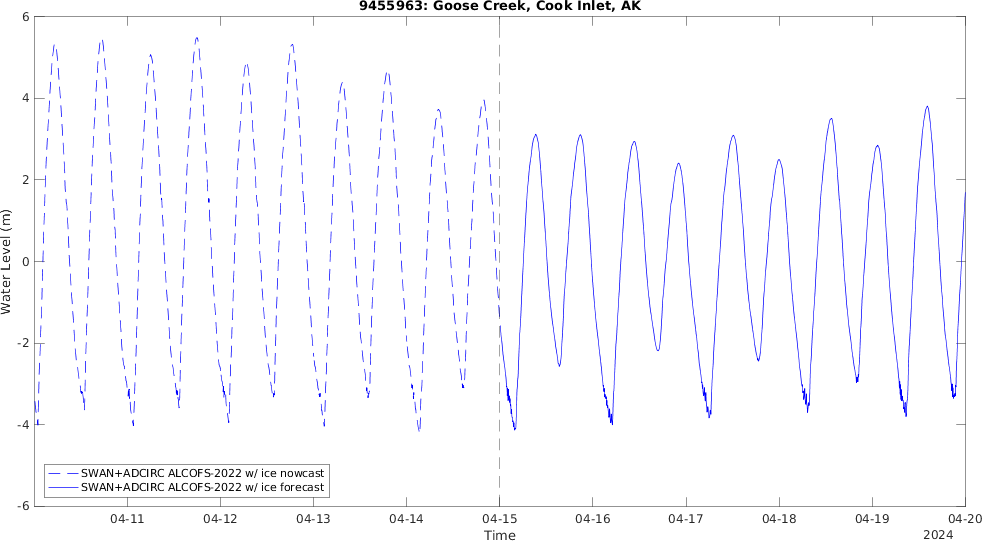 9455963: Goose Creek, Cook Inlet, AK
Water Level (m)
6
4
2
0
-2
-4
-6
SWAN+ADCIRC ALCOFS-2022 w/ ice nowcast
SWAN+ADCIRC ALCOFS-2022 w/ ice forecast
04-11 04-12 04-13 04-14 04-15 04-16 04-17 04-18 04-19 04-20
Time
2024